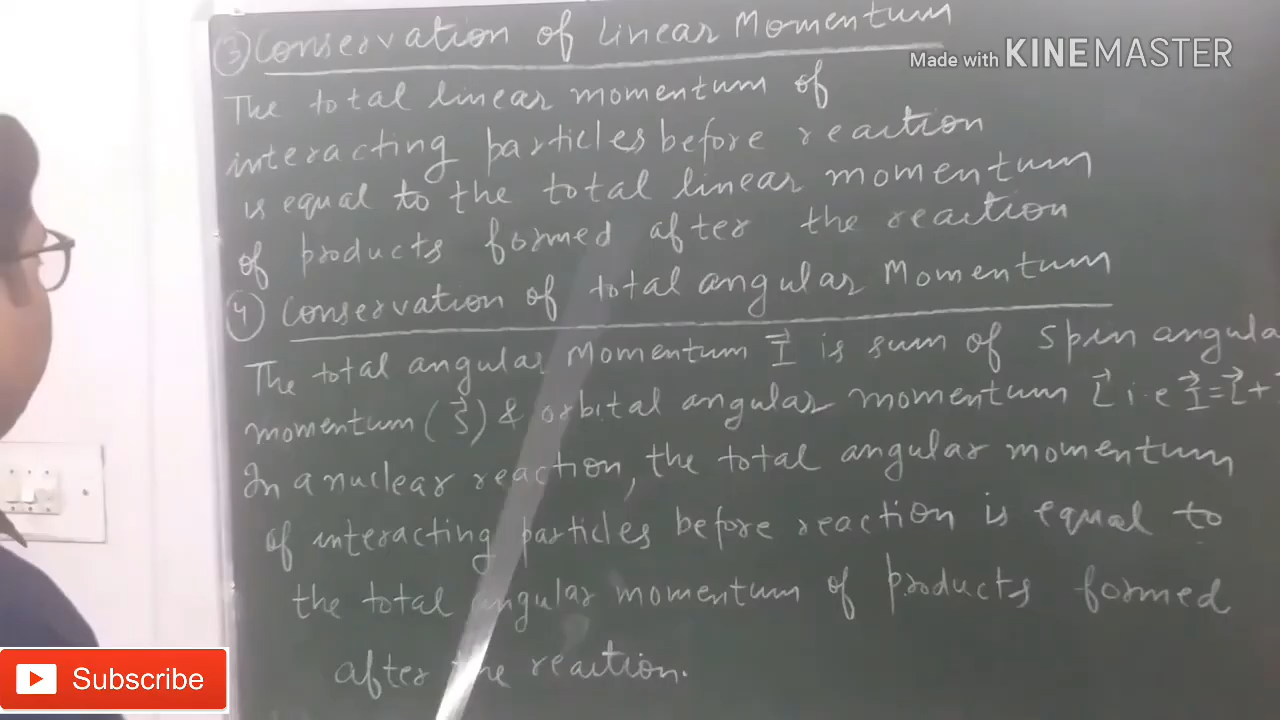 ③ Conservation of Linear Momentum
Made with KINEMASTER
The total linear momentum of
interacting particles before reaction
is equal to the total linear momentum
of products formed after the reaction
④ Conservation of total angular Momentum
The total angular Momentum I⃗ is sum of spin angula
momentum (S⃗) & orbital angular momentum L⃗ i.e I⃗=L⃗+
In a nuclear reaction, the total angular momentum
of interacting particles before reaction is equal to
the total angular momentum of products formed
after the reaction.
Subscribe